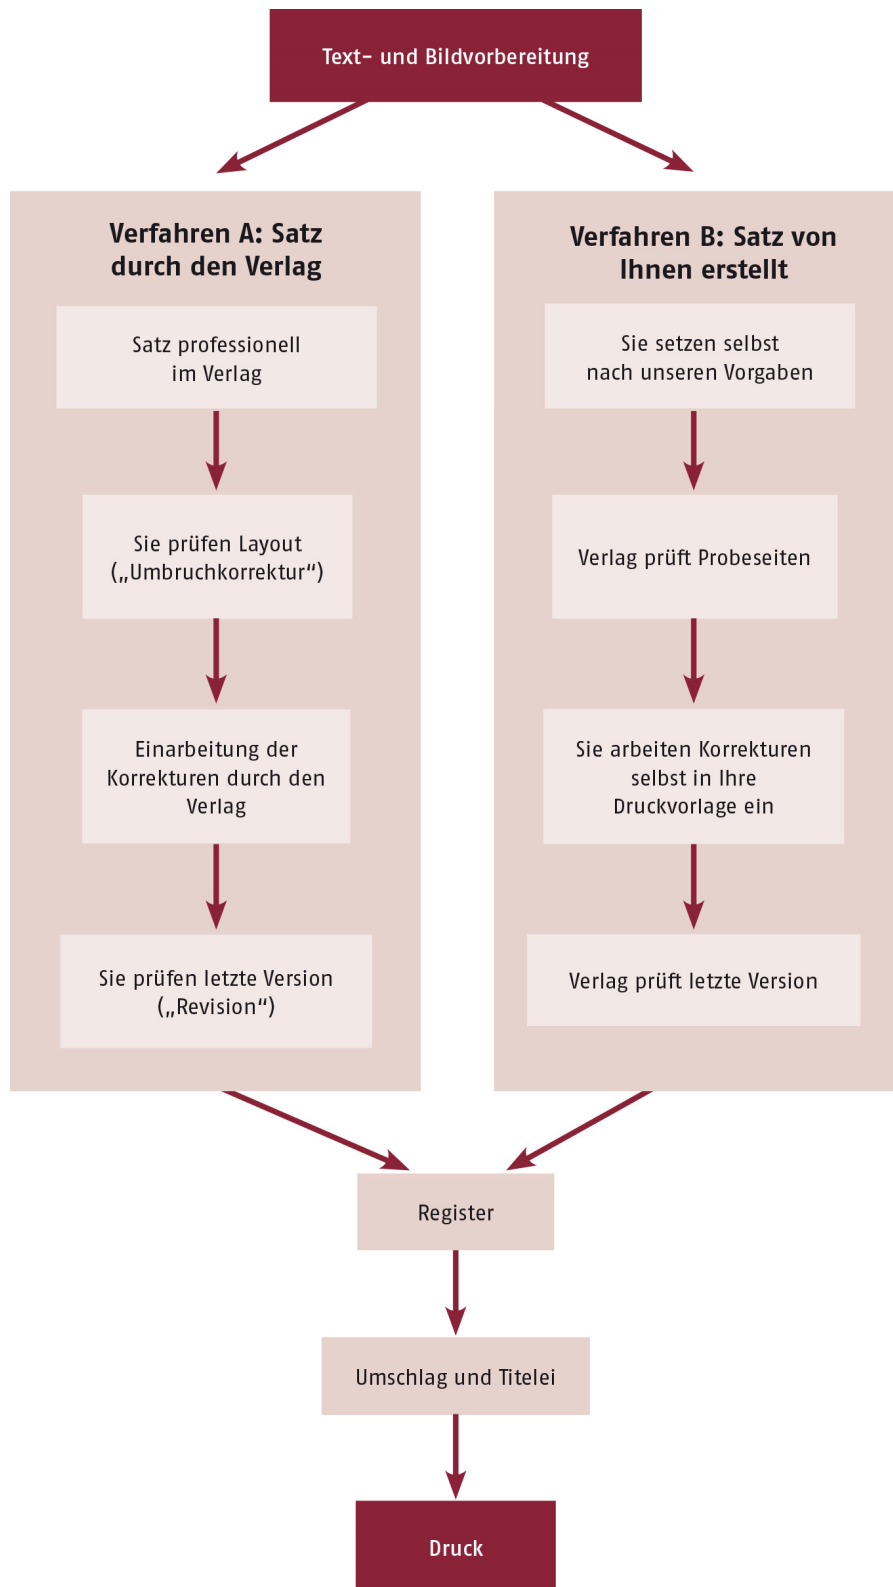 Text- und Bildvorbereitung
Verfahren A: Satz
durch den Verlag
Satz professionell
im Verlag
Sie prüfen Layout
(„Umbruchkorrektur“)
Einarbeitung der
Korrekturen durch den
Verlag
Sie prüfen letzte Version
(„Revision“)
Verfahren B: Satz von
Ihnen erstellt
Sie setzen selbst
nach unseren Vorgaben
Verlag prüft Probeseiten
Sie arbeiten Korrekturen
selbst in Ihre
Druckvorlage ein
Verlag prüft letzte Version
Register
Umschlag und Titelei
Druck